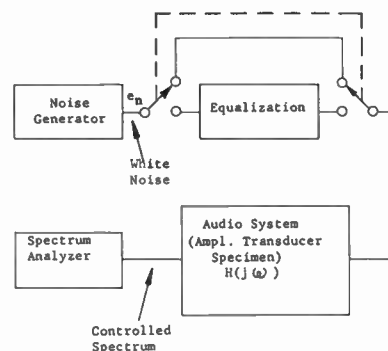 e_n
Noise
Generator
Equalization
White
Noise
Audio System
(Ampl. Transducer
Specimen)
H(j(ω)
Spectrum
Analyzer
Controlled
Spectrum